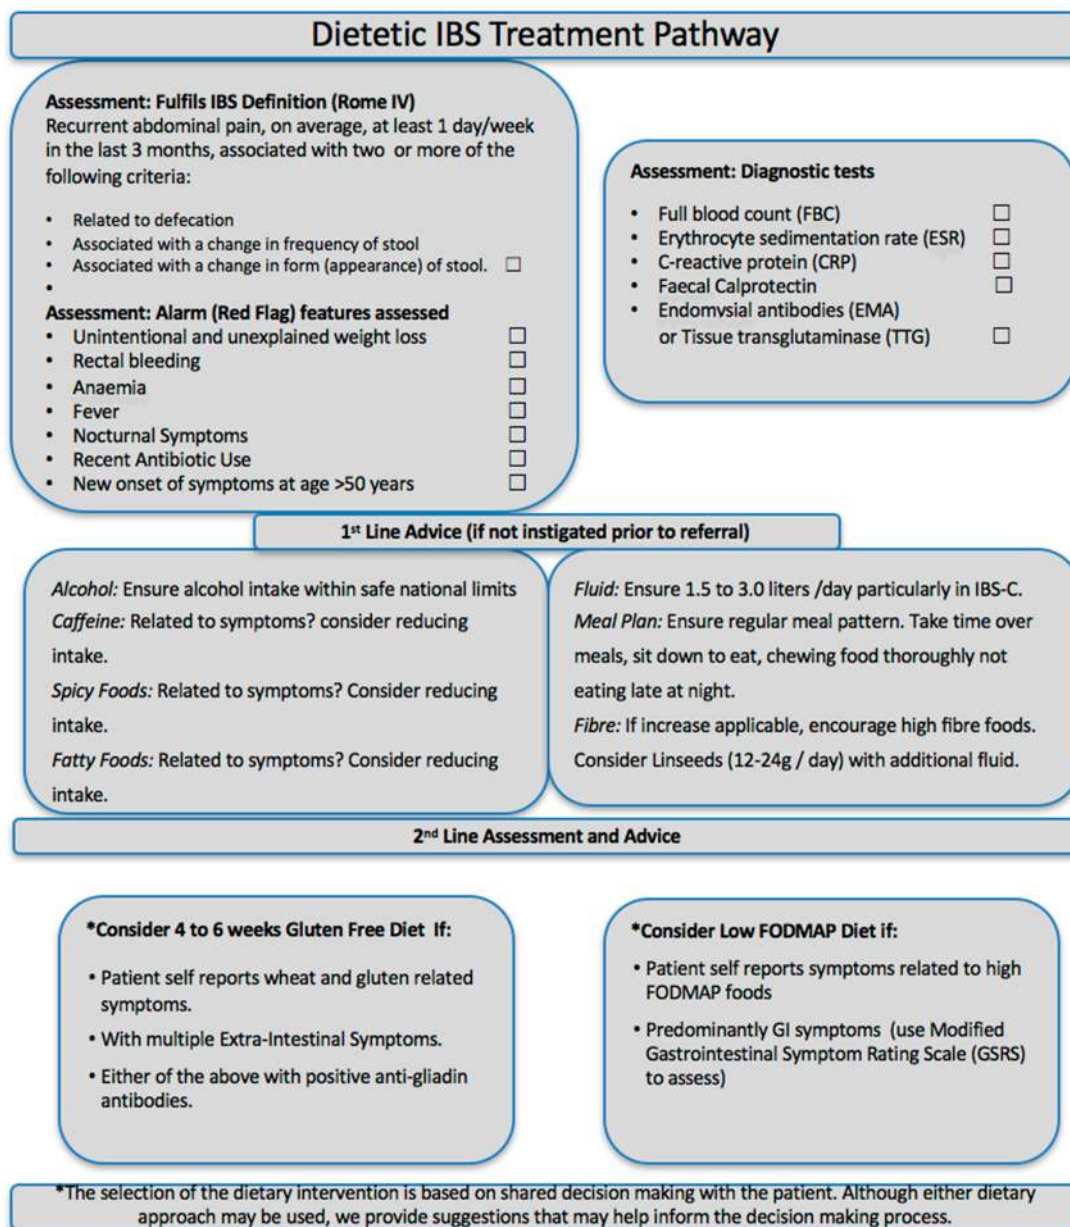 Dietetic IBS Treatment Pathway
Assessment: Fulfils IBS Definition (Rome IV)
Recurrent abdominal pain, on average, at least 1 day/week
in the last 3 months, associated with two or more of the
following criteria:
• Related to defecation
• Associated with a change in frequency of stool
• Associated with a change in form (appearance) of stool. ☐
•
Assessment: Alarm (Red Flag) features assessed
• Unintentional and unexplained weight loss ☐
• Rectal bleeding ☐
• Anaemia ☐
• Fever ☐
• Nocturnal Symptoms ☐
• Recent Antibiotic Use ☐
• New onset of symptoms at age >50 years ☐
Assessment: Diagnostic tests
• Full blood count (FBC) ☐
• Erythrocyte sedimentation rate (ESR) ☐
• C-reactive protein (CRP) ☐
• Faecal Calprotectin ☐
• Endomysial antibodies (EMA)
or Tissue transglutaminase (TTG) ☐
1st Line Advice (if not instigated prior to referral)
Alcohol: Ensure alcohol intake within safe national limits
Caffeine: Related to symptoms? consider reducing
intake.
Spicy Foods: Related to symptoms? Consider reducing
intake.
Fatty Foods: Related to symptoms? Consider reducing
intake.
Fluid: Ensure 1.5 to 3.0 liters /day particularly in IBS-C.
Meal Plan: Ensure regular meal pattern. Take time over
meals, sit down to eat, chewing food thoroughly not
eating late at night.
Fibre: If increase applicable, encourage high fibre foods.
Consider Linseeds (12-24g / day) with additional fluid.
2nd Line Assessment and Advice
*Consider 4 to 6 weeks Gluten Free Diet If:
• Patient self reports wheat and gluten related
symptoms.
• With multiple Extra-Intestinal Symptoms.
• Either of the above with positive anti-gliadin
antibodies.
*Consider Low FODMAP Diet if:
• Patient self reports symptoms related to high
FODMAP foods
• Predominantly GI symptoms (use Modified
Gastrointestinal Symptom Rating Scale (GSRS)
to assess)
*The selection of the dietary intervention is based on shared decision making with the patient. Although either dietary
approach may be used, we provide suggestions that may help inform the decision making process.